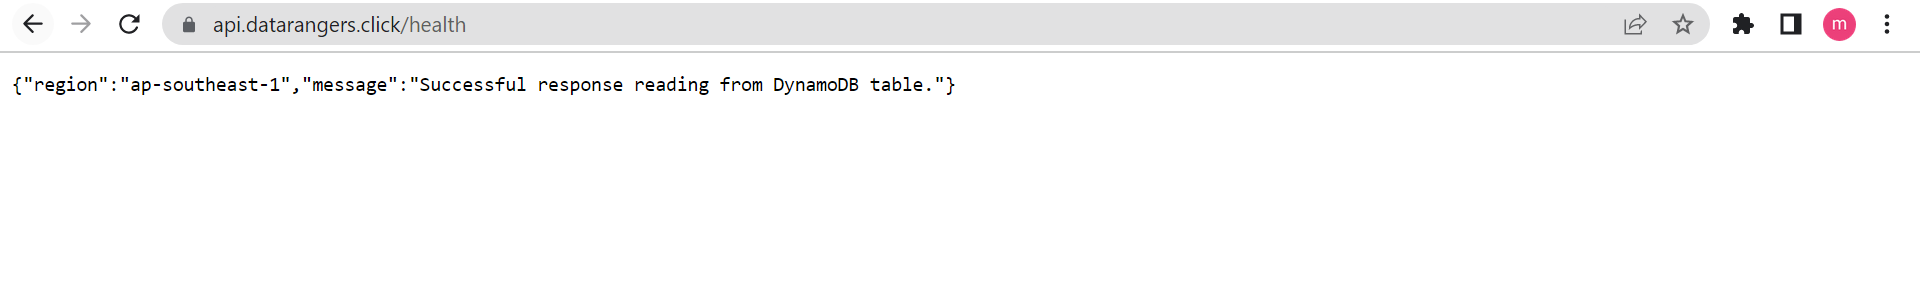 api.datarangers.click/health
m
{"region":"ap-southeast-1","message":"Successful response reading from DynamoDB table."}